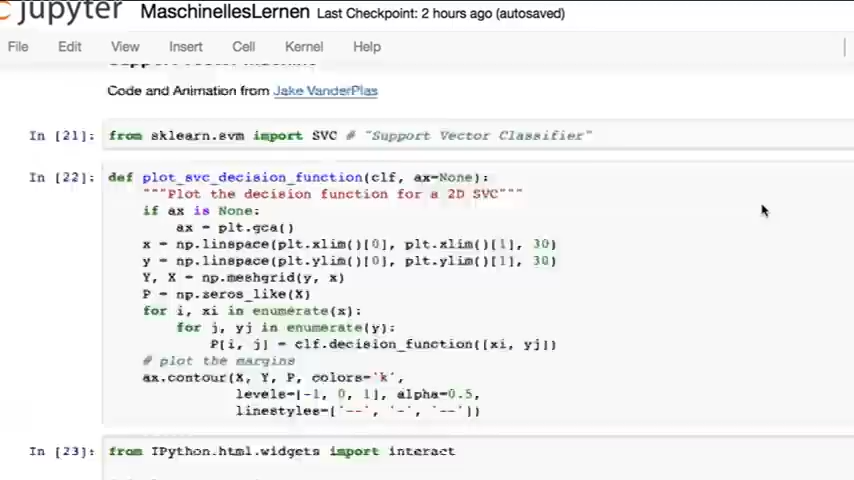 jupyter MaschinellesLernen Last Checkpoint: 2 hours ago (autosaved)
File Edit View Insert Cell Kernel Help
Support Vector Machine
Code and Animation from Jake VanderPlas
In [21]: from sklearn.svm import SVC # "Support Vector Classifier"
In [22]: def plot_svc_decision_function(clf, ax=None):
"""Plot the decision function for a 2D SVC"""
if ax is None:
ax = plt.gca()
x = np.linspace(plt.xlim()[0], plt.xlim()[1], 30)
y = np.linspace(plt.ylim()[0], plt.ylim()[1], 30)
Y, X = np.meshgrid(y, x)
P = np.zeros_like(X)
for i, xi in enumerate(x):
for j, yj in enumerate(y):
P[i, j] = clf.decision_function([xi, yj])
# plot the margins
ax.contour(X, Y, P, colors='k',
levels=[-1, 0, 1], alpha=0.5,
linestyles=['--', '-', '--'])
In [23]: from IPython.html.widgets import interact